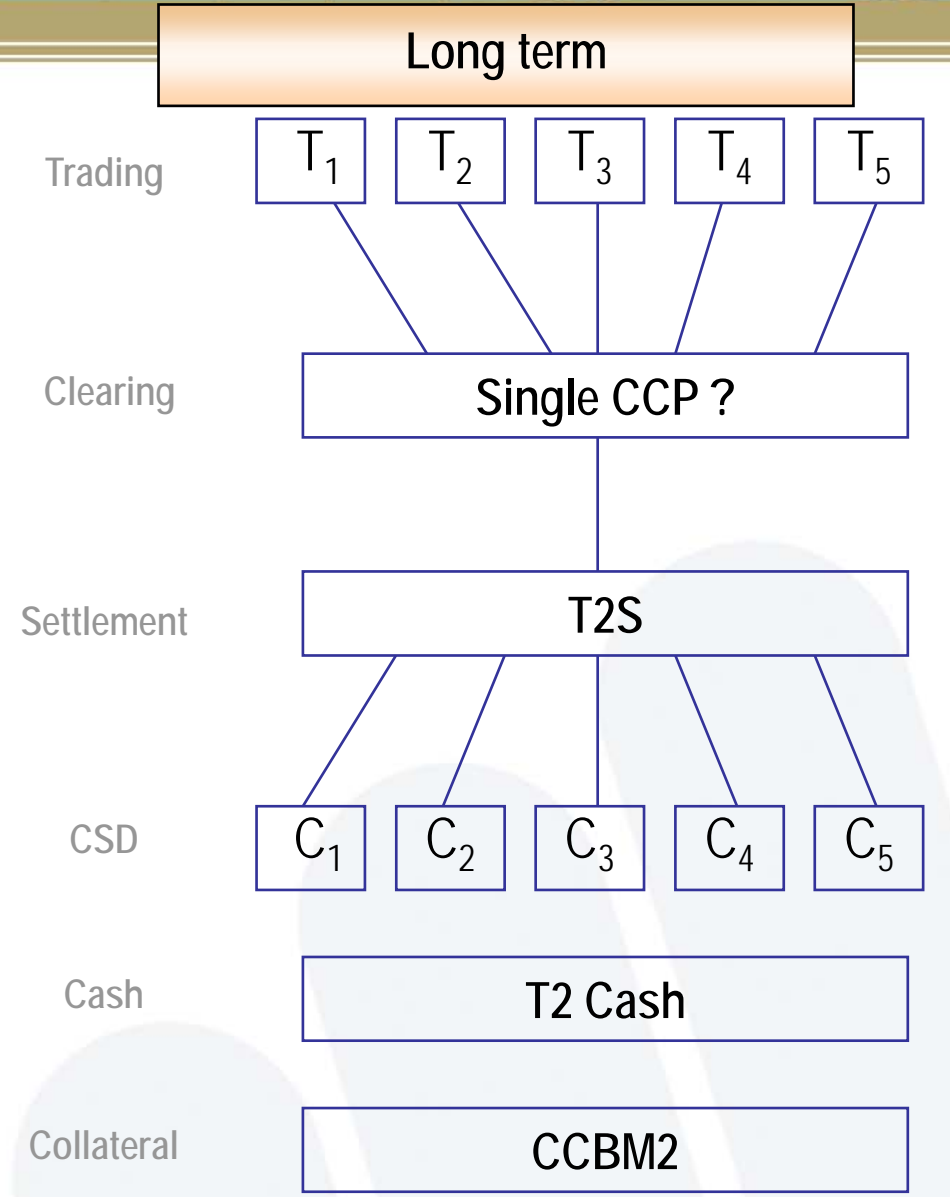 Long term
Trading T₁ T₂ T₃ T₄ T₅
Clearing Single CCP ?
Settlement T2S
CSD C₁ C₂ C₃ C₄ C₅
Cash T2 Cash
Collateral CCBM2